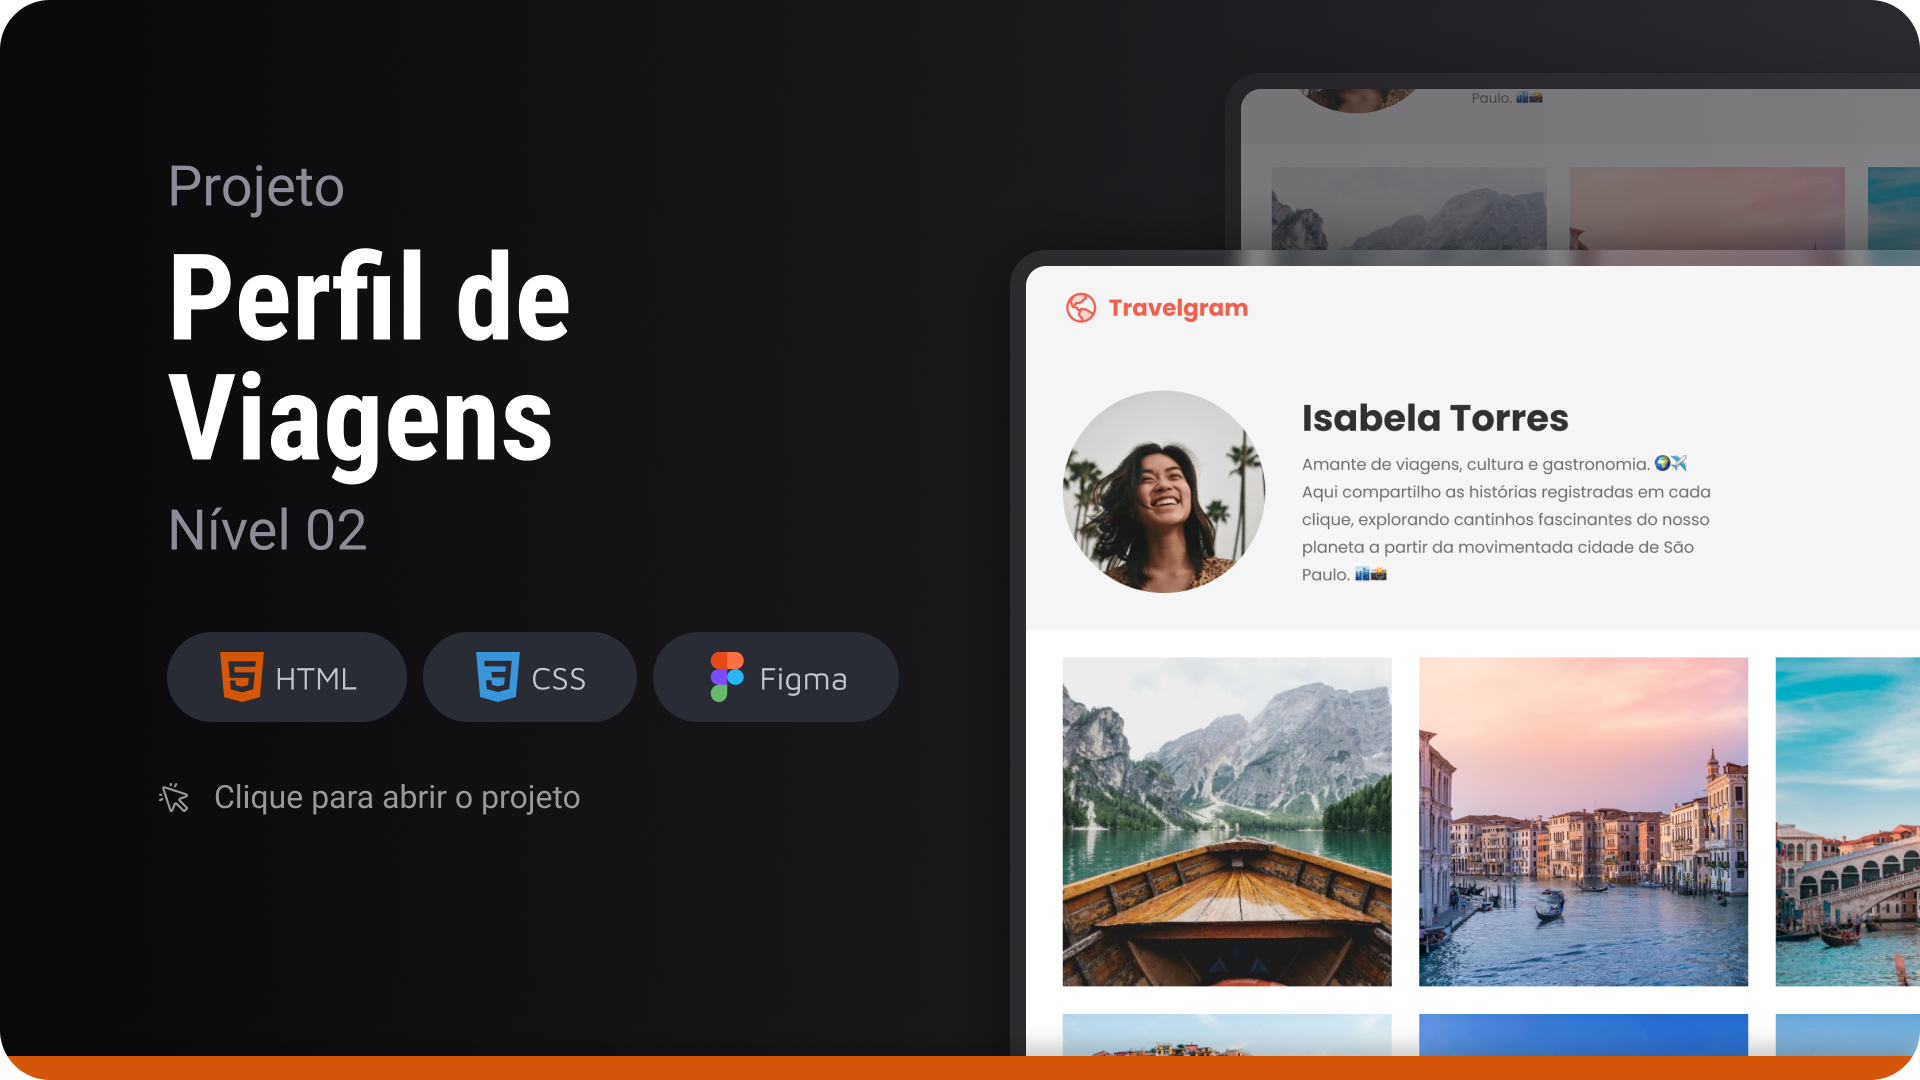 Projeto
Perfil de
Viagens
Nível 02
HTML
CSS
Figma
Clique para abrir o projeto
Paulo. 🏙️📸
Travelgram
Isabela Torres
Amante de viagens, cultura e gastronomia. 🌍✈️
Aqui compartilho as histórias registradas em cada
clique, explorando cantinhos fascinantes do nosso
planeta a partir da movimentada cidade de São
Paulo. 🏙️📸